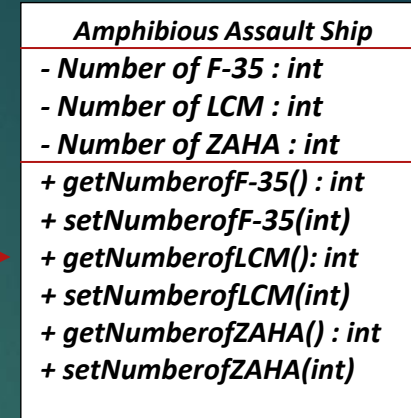 Amphibious Assault Ship
- Number of F-35 : int
- Number of LCM : int
- Number of ZAHA : int
+ getNumberofF-35() : int
+ setNumberofF-35(int)
+ getNumberofLCM(): int
+ setNumberofLCM(int)
+ getNumberofZAHA() : int
+ setNumberofZAHA(int)